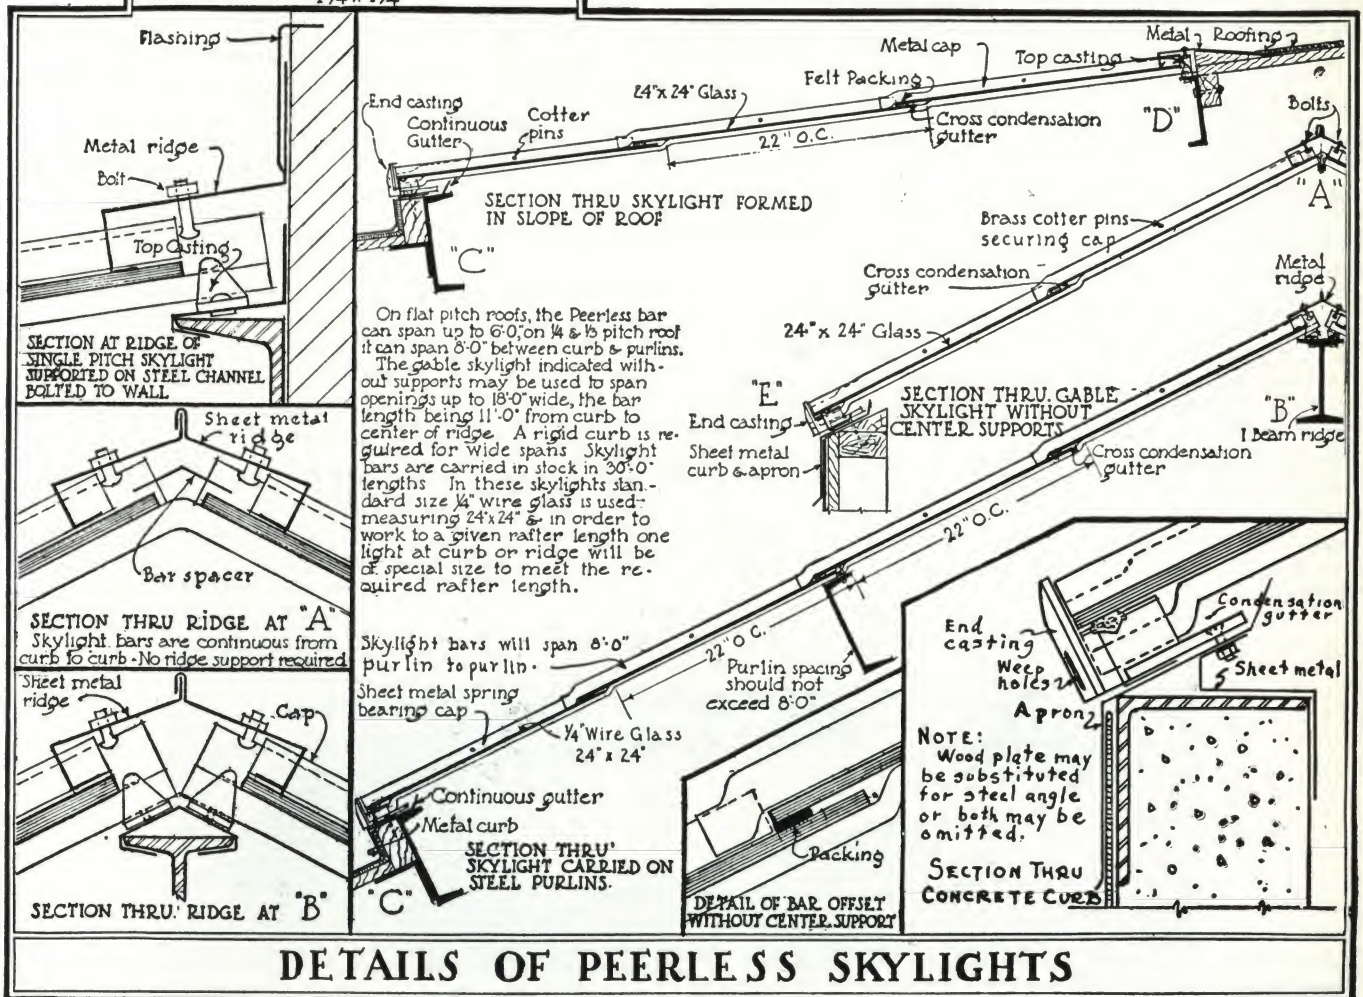 Flashing
Metal ridge
Bolt
Top Casting
SECTION AT RIDGE OF
SINGLE PITCH SKYLIGHT
SUPPORTED ON STEEL CHANNEL
BOLTED TO WALL
Sheet metal
ridge
Bar spacer
SECTION THRU RIDGE AT "A"
Skylight bars are continuous from
curb to curb - No ridge support required
Sheet metal
ridge
Cap
SECTION THRU. RIDGE AT "B"
End casting
Continuous
Gutter
Cotter
pins
24"x 24" Glass
Felt Packing
Metal cap
Top casting
Metal
Roofing
Cross condensation
gutter
22" O.C.
"D"
"C"
SECTION THRU SKYLIGHT FORMED
IN SLOPE OF ROOF
Bolts
"A"
Brass cotter pins
securing cap
Cross condensation
gutter
24" x 24" Glass
"E"
End casting
Sheet metal
curb & apron
SECTION THRU. GABLE
SKYLIGHT WITHOUT
CENTER SUPPORTS
On flat pitch roofs, the Peerless bar
can span up to 6'-0", on ¼ & ⅓ pitch roof
it can span 8'-0" between curb & purlins.
The gable skylight indicated with-
out supports may be used to span
openings up to 18'-0" wide, the bar
length being 11'-0" from curb to
center of ridge. A rigid curb is re-
quired for wide spans Skylight
bars are carried in stock in 30'-0"
lengths In these skylights stan-
dard size ¼" wire glass is used
measuring 24"x24" & in order to
work to a given rafter length one
light at curb or ridge will be
of special size to meet the re-
quired rafter length.
Metal
ridge
"B"
I Beam ridge
Cross condensation
gutter
22" O.C.
22" O.C.
Skylight bars will span 8'-0"
purlin to purlin.
Sheet metal spring
bearing cap
Purlin spacing
should not
exceed 8'-0"
¼" Wire Glass
24" x 24"
Continuous gutter
Metal curb
SECTION THRU'
SKYLIGHT CARRIED ON
STEEL PURLINS.
"C"
Packing
DETAIL OF BAR OFFSET
WITHOUT CENTER SUPPORT
End
casting
Weep
holes
Condensation
gutter
Sheet metal
Apron
NOTE:
Wood plate may
be substituted
for steel angle
or both may be
omitted.
SECTION THRU
CONCRETE CURB
DETAILS OF PEERLESS SKYLIGHTS